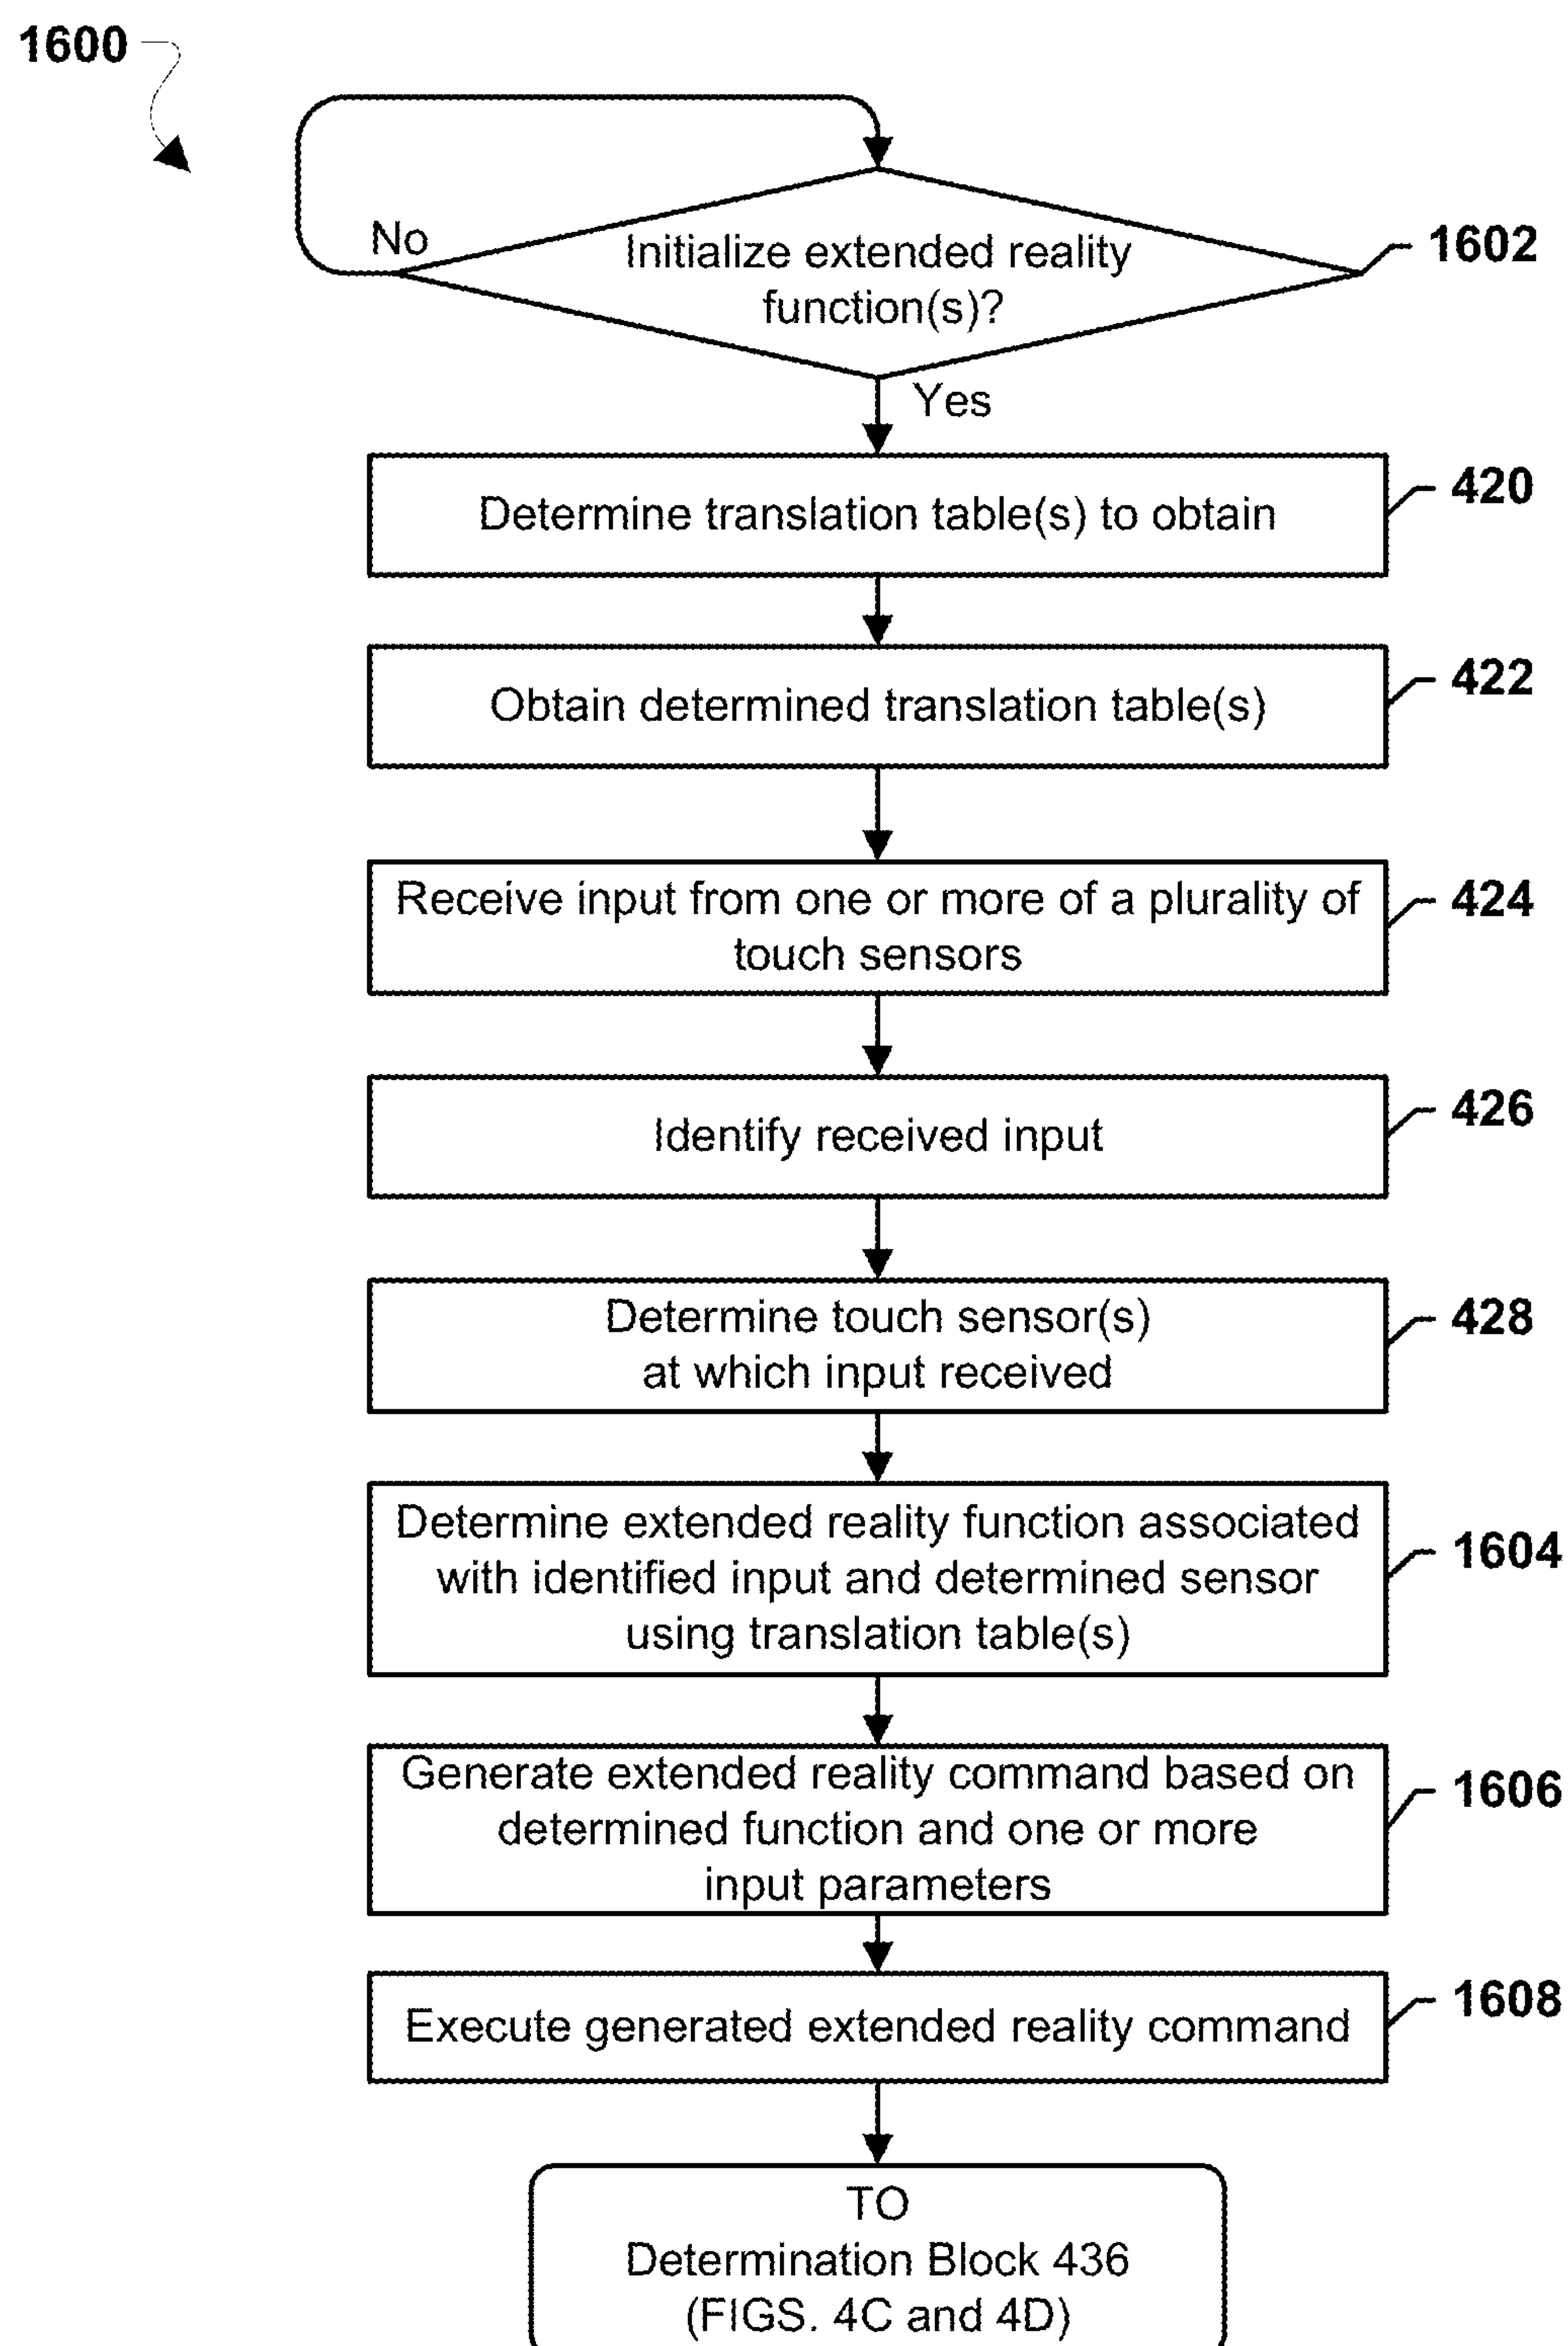 1600
No
Initialize extended reality
function(s)?
1602
Yes
Determine translation table(s) to obtain
420
Obtain determined translation table(s)
422
Receive input from one or more of a plurality of
touch sensors
424
Identify received input
426
Determine touch sensor(s)
at which input received
428
Determine extended reality function associated
with identified input and determined sensor
using translation table(s)
1604
Generate extended reality command based on
determined function and one or more
input parameters
1606
Execute generated extended reality command
1608
TO
Determination Block 436
(FIGS. 4C and 4D)